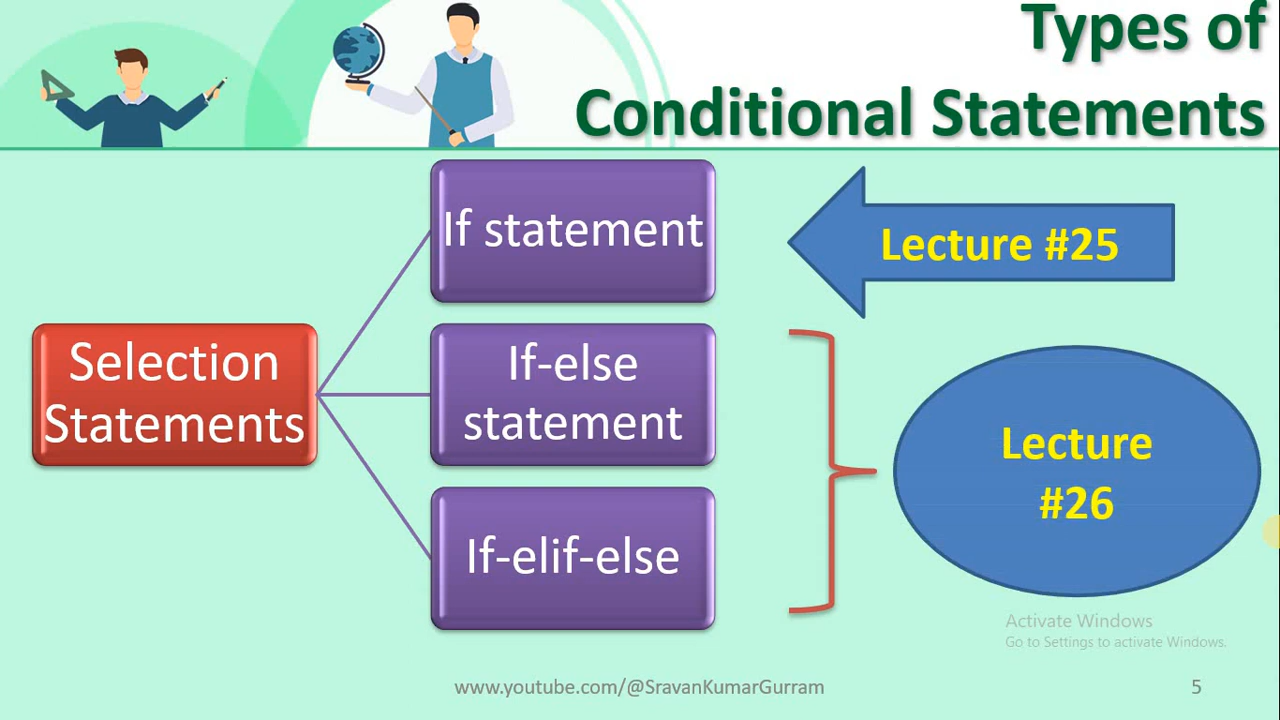 Types of
Conditional Statements
If statement
Lecture #25
Selection
Statements
If-else
statement
If-elif-else
Lecture
#26
Activate Windows
Go to Settings to activate Windows.
www.youtube.com/@SravanKumarGurram
5